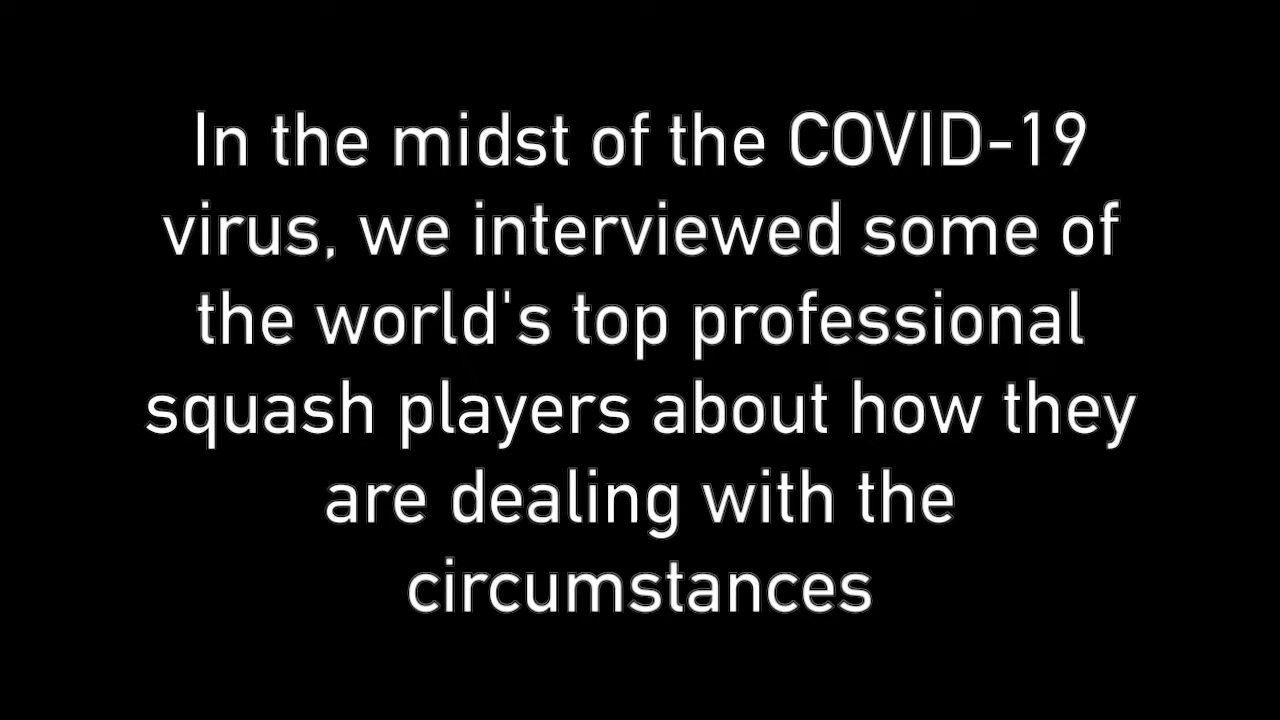 In the midst of the COVID-19
virus, we interviewed some of
the world's top professional
squash players about how they
are dealing with the
circumstances